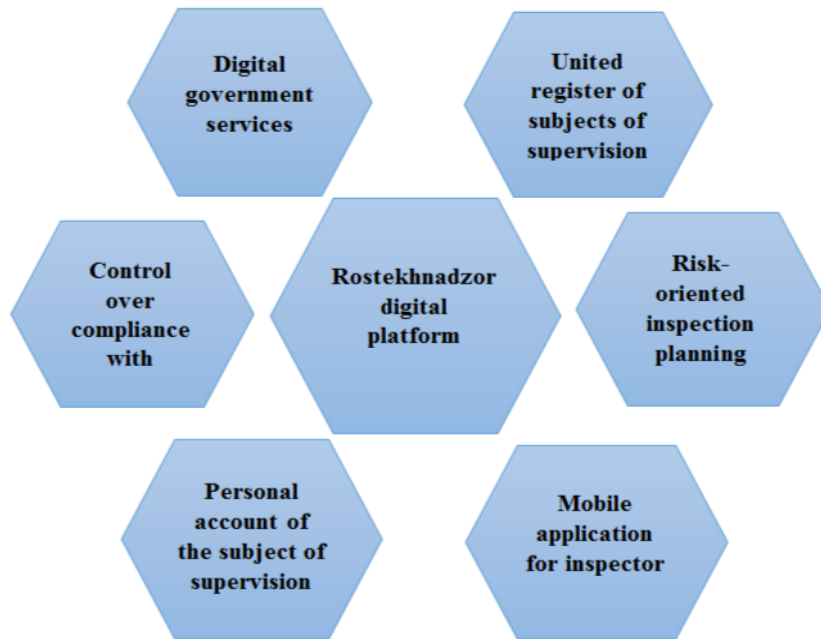 Digital
government
services
United
register of
subjects of
supervision
Control
over
compliance
with
Rostekhnadzor
digital
platform
Risk-
oriented
inspection
planning
Personal
account of
the subject of
supervision
Mobile
application
for inspector